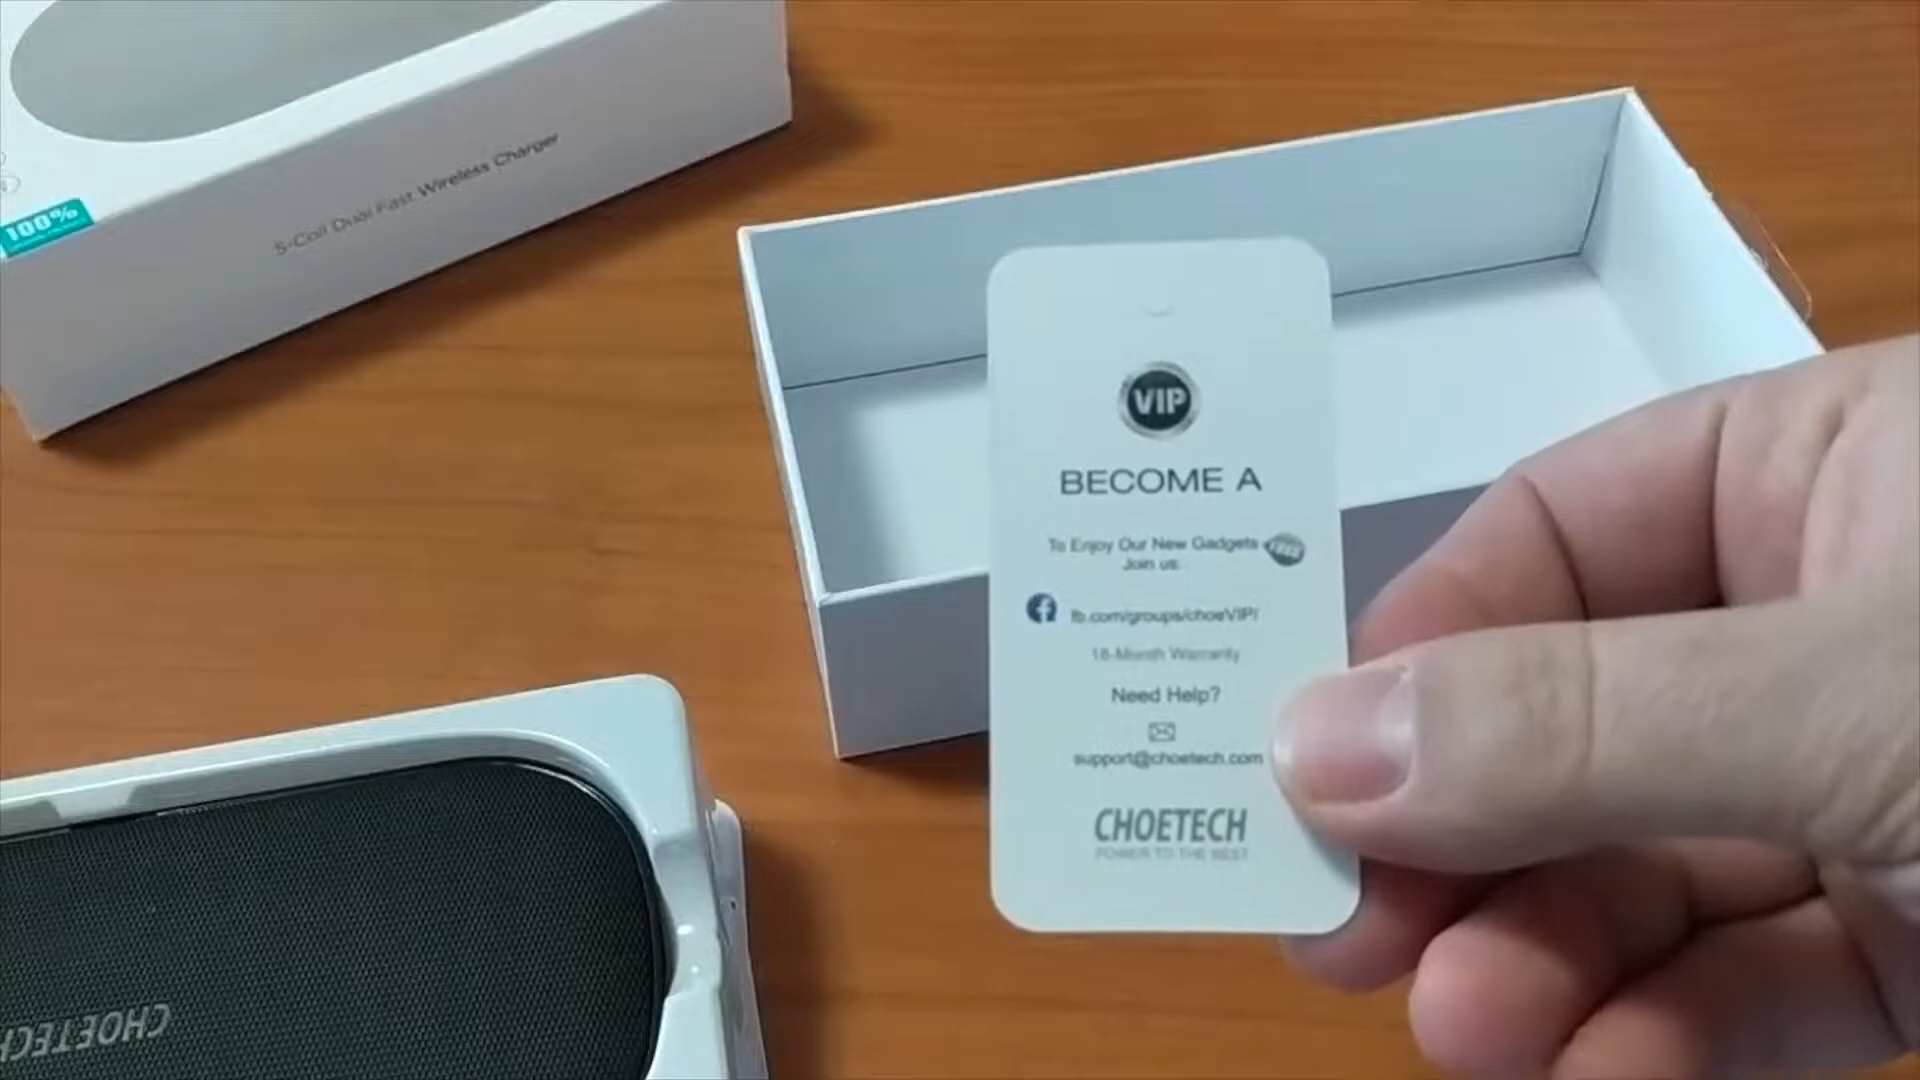 5-Coil Dual Fast Wireless Charger
100%
VIP
BECOME A
To Enjoy Our New Gadgets FREE
Join us:
fb.com/groups/choeVIP/
18-Month Warranty
Need Help?
support@choetech.com
CHOETECH
POWER TO THE BEST
CHOETECH